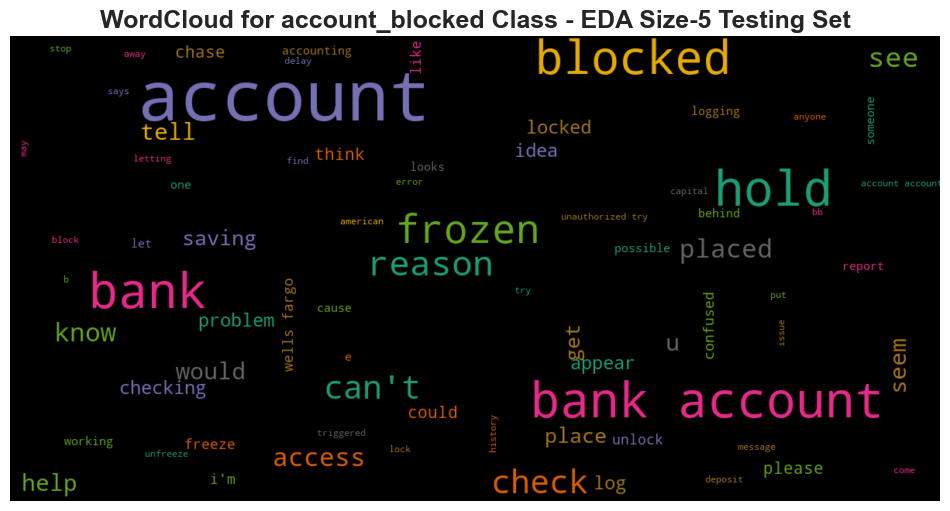 WordCloud for account_blocked Class - EDA Size-5 Testing Set
stop
away
chase
accounting
delay
like
blocked
see
account
says
tell
logging
anyone
someone
locked
idea
may
letting
find
think
looks
one
error
capital
hold
account account
block
let
saving
american
frozen
unauthorized try
behind
bb
reason
possible
placed
report
b
bank
try
put
know
problem
wells fargo
cause
confused
issue
get
u
would
e
appear
seem
checking
can't
could
bank account
working
freeze
unfreeze
triggered
lock
history
place
unlock
message
access
help
i'm
check
log
deposit
please
come